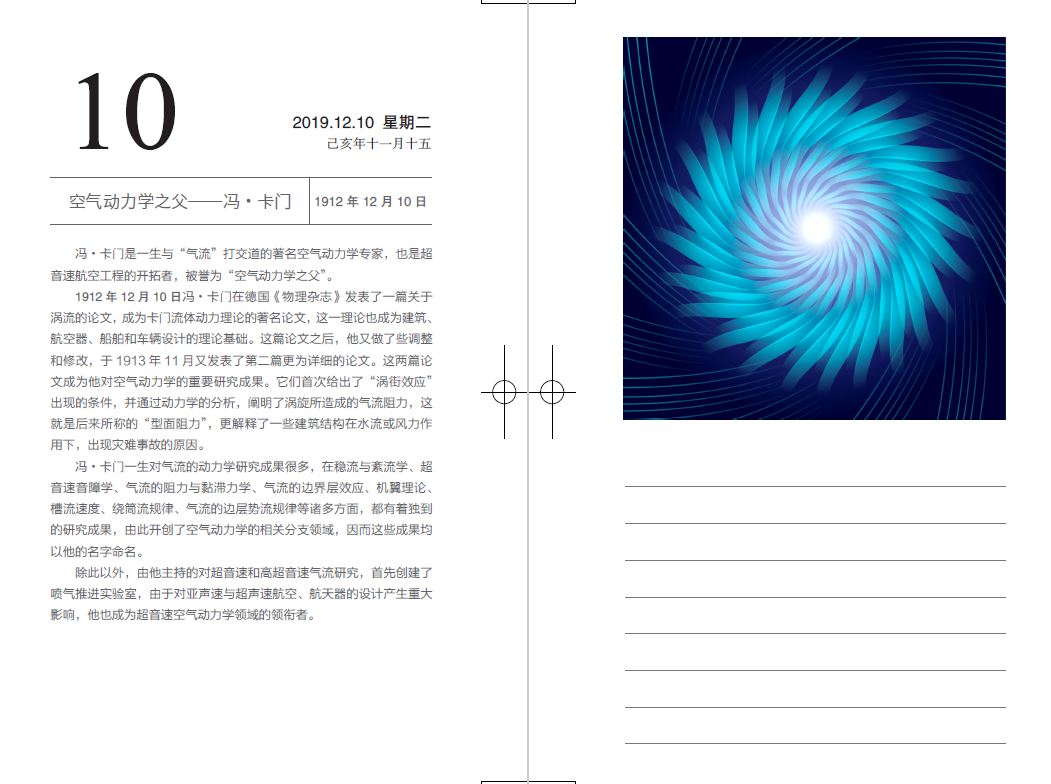 10
2019.12.10 星期二
己亥年十一月十五
空气动力学之父——冯·卡门
1912 年 12 月 10 日
冯·卡门是一生与“气流”打交道的著名空气动力学专家，也是超
音速航空工程的开拓者，被誉为“空气动力学之父”。
1912 年 12 月 10 日冯·卡门在德国《物理杂志》发表了一篇关于
涡流的论文，成为卡门流体动力理论的著名论文，这一理论也成为建筑、
航空器、船舶和车辆设计的理论基础。这篇论文之后，他又做了些调整
和修改，于 1913 年 11 月又发表了第二篇更为详细的论文。这两篇论
文成为他对空气动力学的重要研究成果。它们首次给出了“涡街效应”
出现的条件，并通过动力学的分析，阐明了涡旋所造成的气流阻力，这
就是后来所称的“型面阻力”，更解释了一些建筑结构在水流或风力作
用下，出现灾难事故的原因。
冯·卡门一生对气流的动力学研究成果很多，在稳流与紊流学、超
音速音障学、气流的阻力与黏滞力学、气流的边界层效应、机翼理论、
槽流速度、绕筒流规律、气流的边层势流规律等诸多方面，都有着独到
的研究成果，由此开创了空气动力学的相关分支领域，因而这些成果均
以他的名字命名。
除此以外，由他主持的对超音速和高超音速气流研究，首先创建了
喷气推进实验室，由于对亚声速与超声速航空、航天器的设计产生重大
影响，他也成为超音速空气动力学领域的领衔者。